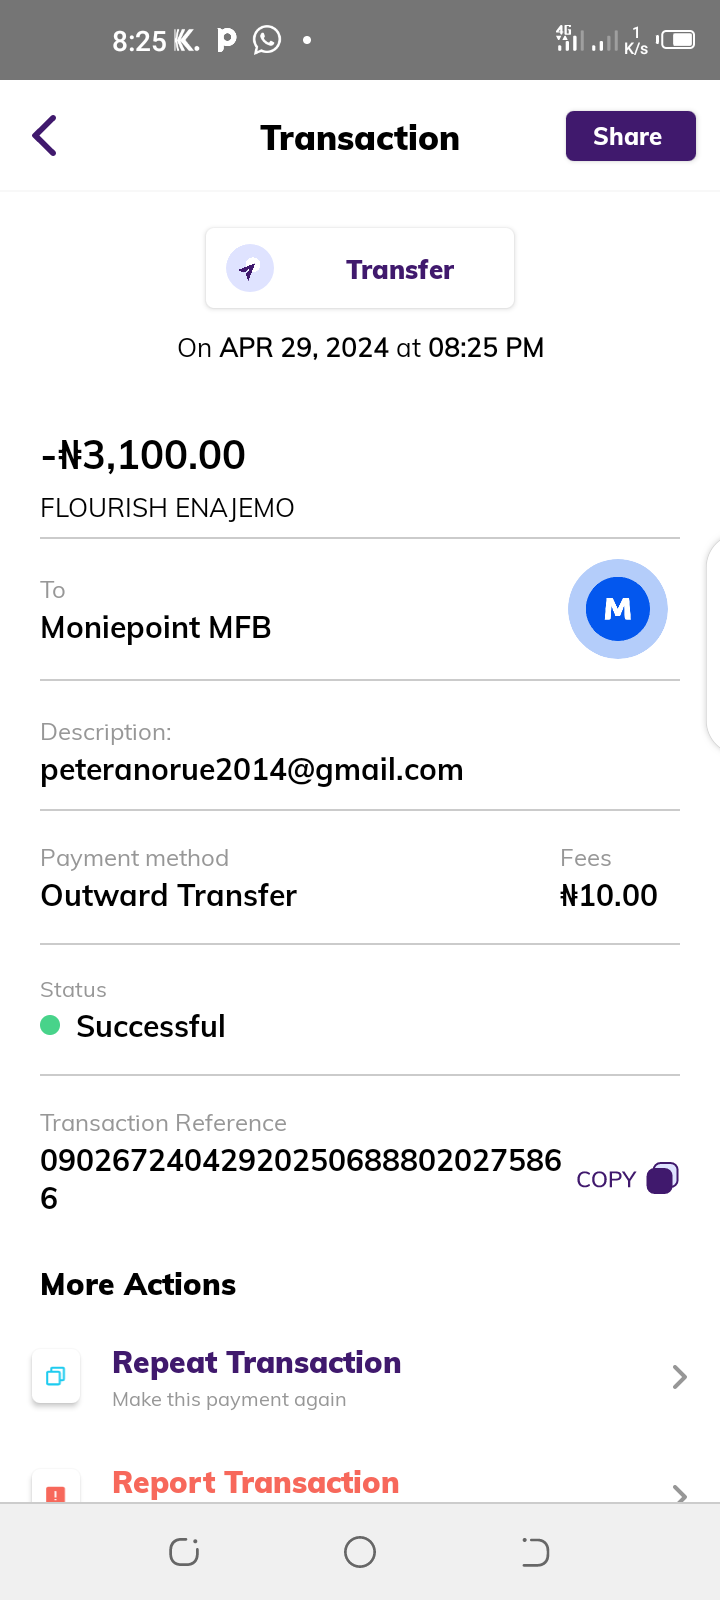 8:25 K. P
4G 1 K/s
Transaction
Share
Transfer
On APR 29, 2024 at 08:25 PM
-₦3,100.00
FLOURISH ENAJEMO
To
Moniepoint MFB
M
Description:
peteranorue2014@gmail.com
Payment method
Fees
Outward Transfer
₦10.00
Status
Successful
Transaction Reference
09026724042920250688802027586
6
COPY
More Actions
Repeat Transaction
Make this payment again
Report Transaction